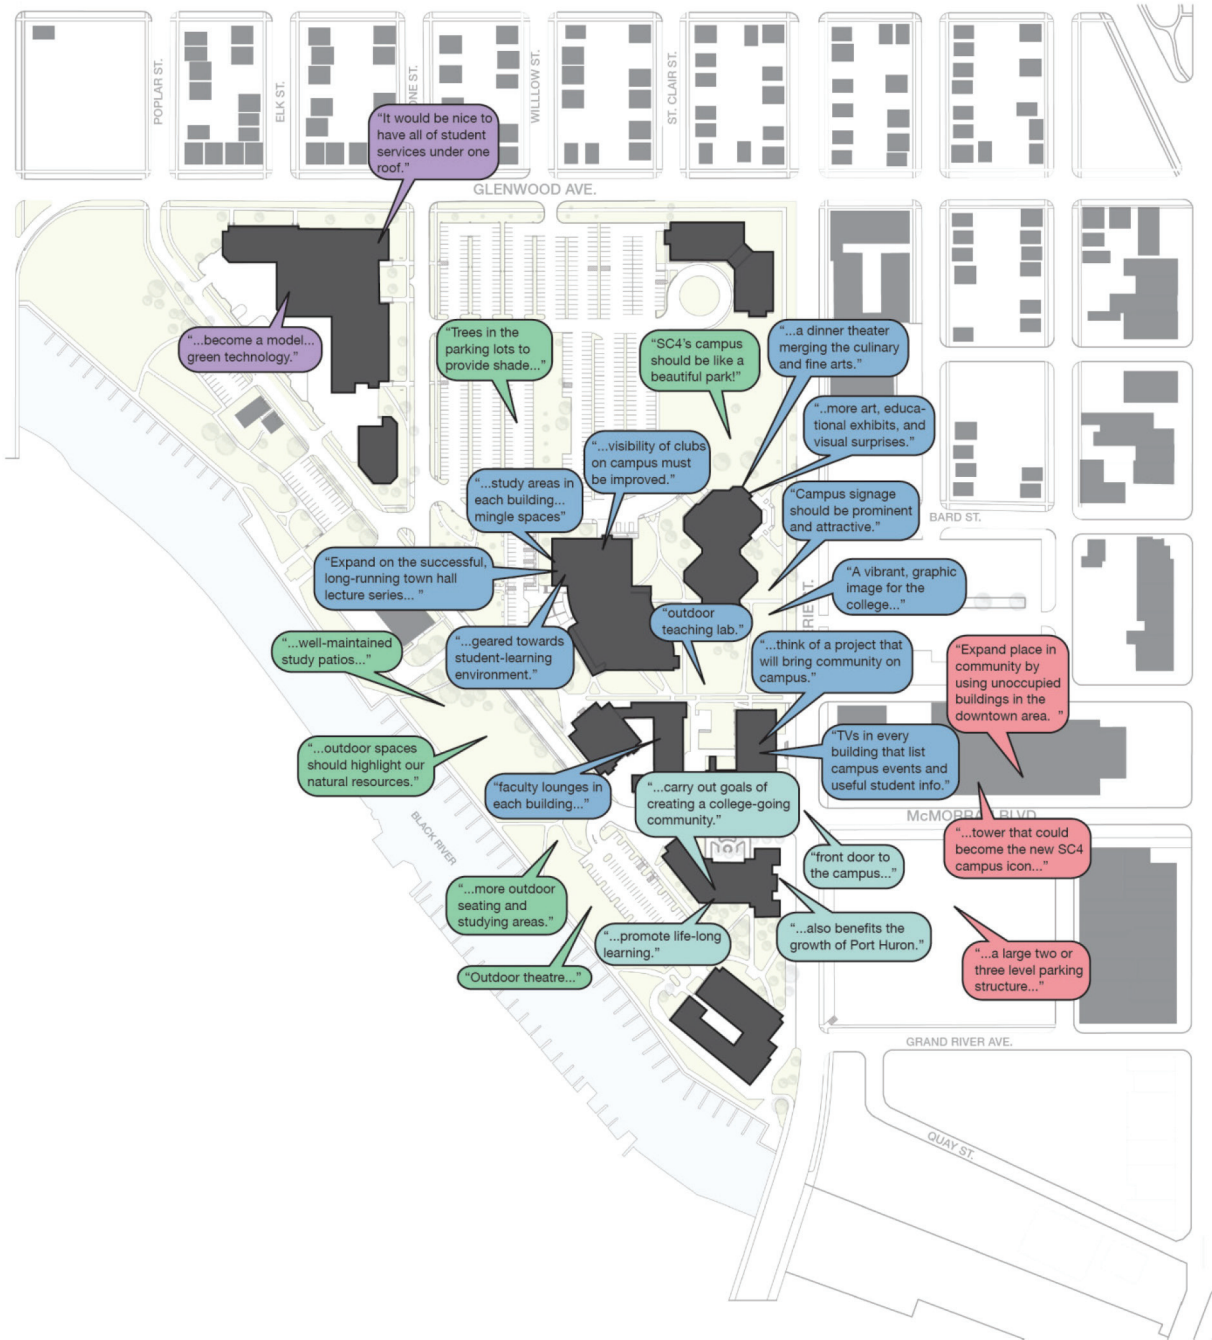 POPLAR ST.
ELK ST.
ONE ST.
WILLLOW ST.
ST. CLAIR ST.
“It would be nice to
have all of student
services under one
roof.”
GLENWOOD AVE.
“...become a model...
green technology.”
“Trees in the
parking lots to
provide shade...”
“SC4’s campus
should be like a
beautiful park!”
“...a dinner theater
merging the culinary
and fine arts.”
“..more art, educa-
tional exhibits, and
visual surprises.”
“...visibility of clubs
on campus must
be improved.”
“...study areas in
each building...
mingle spaces”
“Campus signage
should be prominent
and attractive.”
BARD ST.
“Expand on the successful,
long-running town hall
lecture series... ”
“A vibrant, graphic
image for the
college...”
ERIE ST.
“outdoor
teaching lab.”
“...well-maintained
study patios...”
“...geared towards
student-learning
environment.”
“...think of a project that
will bring community on
campus.”
“Expand place in
community by
using unoccupied
buildings in the
downtown area. ”
“...outdoor spaces
should highlight our
natural resources.”
“faculty lounges in
each building...”
“TVs in every
building that list
campus events and
useful student info.”
“...carry out goals of
creating a college-going
community.”
McMORRAN BLVD.
BLACK RIVER
“...tower that could
become the new SC4
campus icon...”
“front door to
the campus...”
“...more outdoor
seating and
studying areas.”
“...promote life-long
learning.”
“...also benefits the
growth of Port Huron.”
“Outdoor theatre...”
“...a large two or
three level parking
structure...”
GRAND RIVER AVE.
QUAY ST.